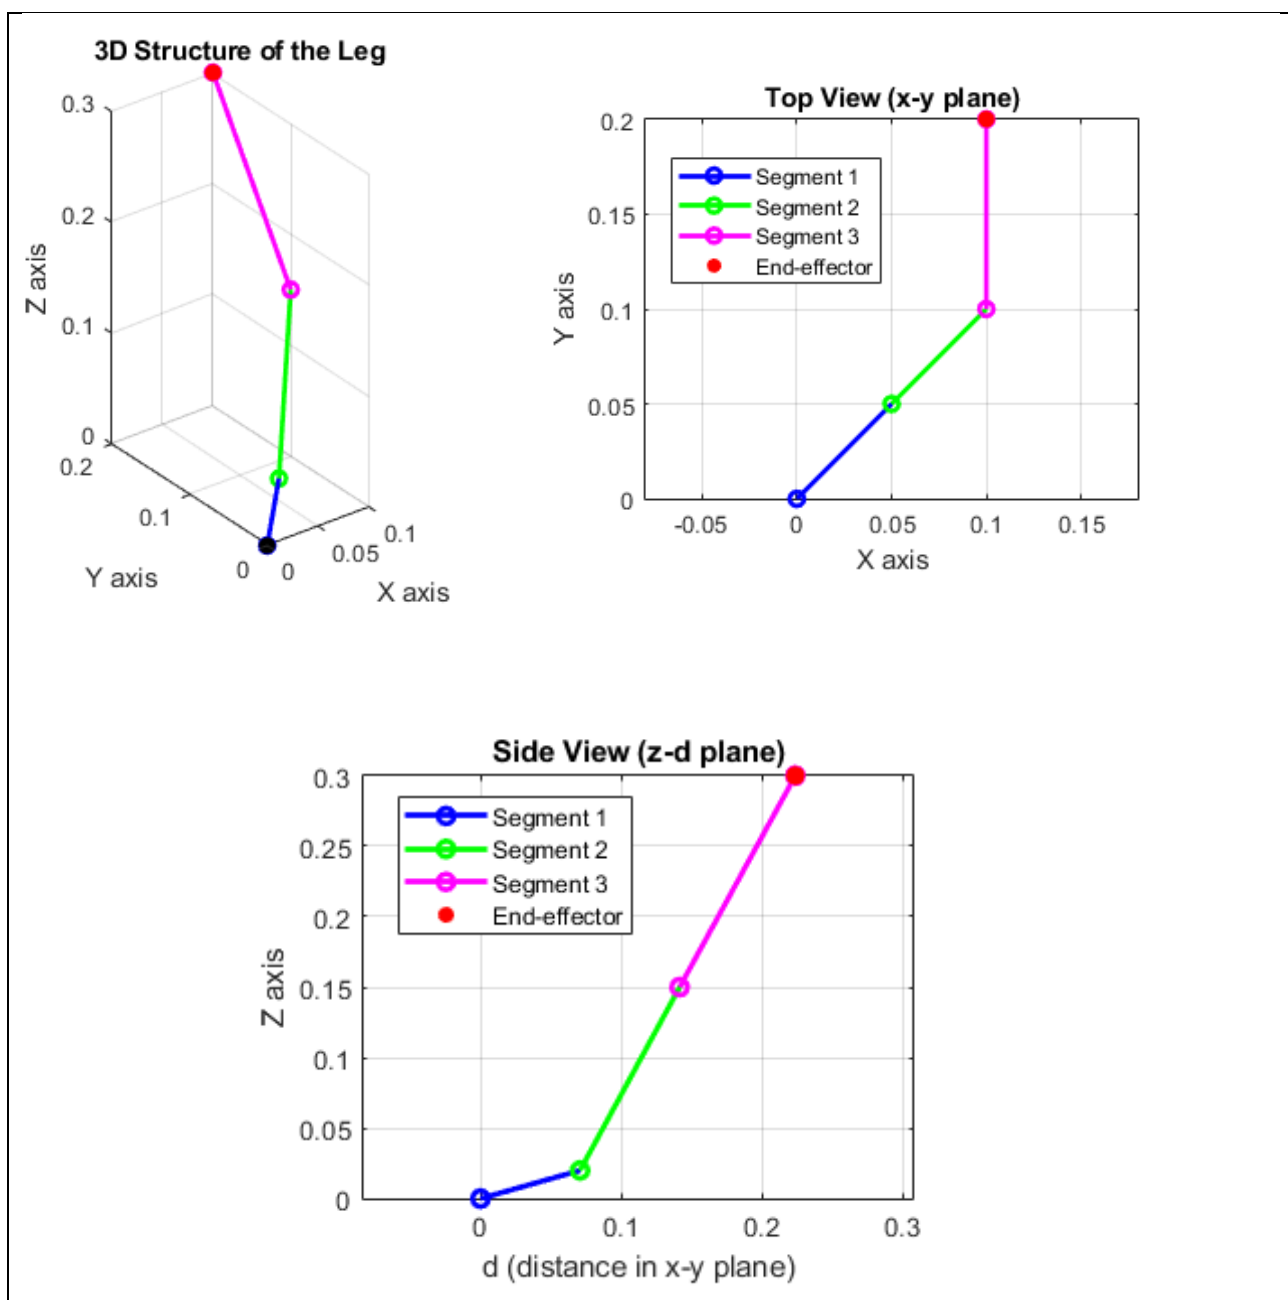 3D Structure of the Leg
0.3
0.2
0.1
0
Z axis
0.2
0.1
0
Y axis
0
0.05
0.1
X axis
Top View (x-y plane)
0.2
0.15
0.1
0.05
0
Y axis
Segment 1
Segment 2
Segment 3
End-effector
-0.05
0
0.05
0.1
0.15
X axis
Side View (z-d plane)
0.3
0.25
0.2
0.15
0.1
0.05
0
Z axis
Segment 1
Segment 2
Segment 3
End-effector
0
0.1
0.2
0.3
d (distance in x-y plane)